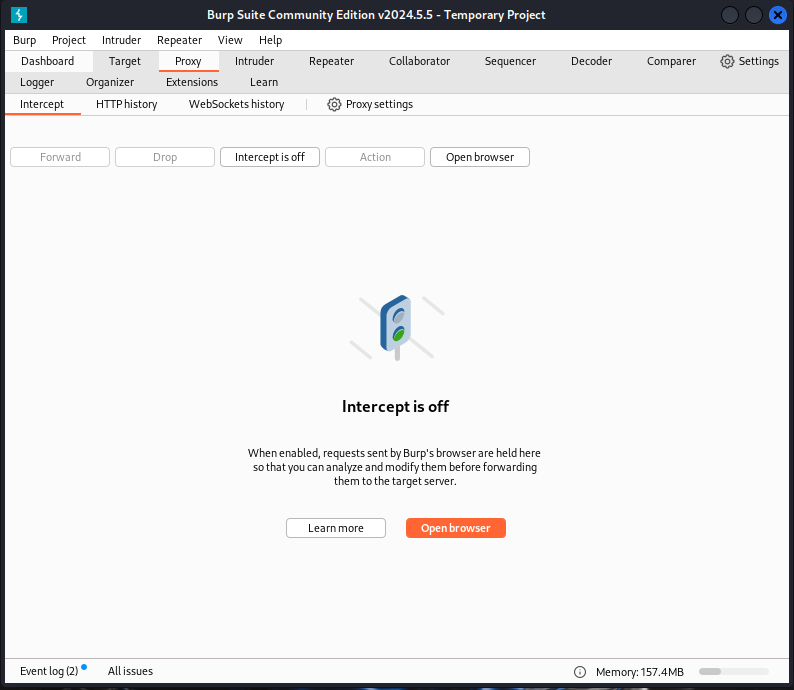 Burp Suite Community Edition v2024.5.5 - Temporary Project
Burp Project Intruder Repeater View Help
Dashboard Target Proxy Intruder Repeater Collaborator Sequencer Decoder Comparer Settings
Logger Organizer Extensions Learn
Intercept HTTP history WebSockets history Proxy settings
Forward Drop Intercept is off Action Open browser
Intercept is off
When enabled, requests sent by Burp's browser are held here
so that you can analyze and modify them before forwarding
them to the target server.
Learn more Open browser
Event log (2) All issues Memory: 157.4MB